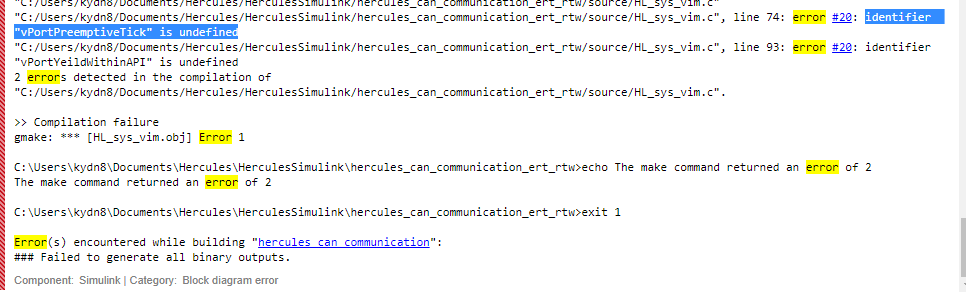 "C:/Users/kydn8/Documents/Hercules/HerculesSimulink/hercules_can_communication_ert_rtw/source/HL_sys_vim.c"
"C:/Users/kydn8/Documents/Hercules/HerculesSimulink/hercules_can_communication_ert_rtw/source/HL_sys_vim.c", line 74: error #20: identifier
"vPortPreemptiveTick" is undefined
"C:/Users/kydn8/Documents/Hercules/HerculesSimulink/hercules_can_communication_ert_rtw/source/HL_sys_vim.c", line 93: error #20: identifier
"vPortYeildWithinAPI" is undefined
2 errors detected in the compilation of
"C:/Users/kydn8/Documents/Hercules/HerculesSimulink/hercules_can_communication_ert_rtw/source/HL_sys_vim.c".
>> Compilation failure
gmake: *** [HL_sys_vim.obj] Error 1
C:\Users\kydn8\Documents\Hercules\HerculesSimulink\hercules_can_communication_ert_rtw>echo The make command returned an error of 2
The make command returned an error of 2
C:\Users\kydn8\Documents\Hercules\HerculesSimulink\hercules_can_communication_ert_rtw>exit 1
Error(s) encountered while building "hercules can communication":
### Failed to generate all binary outputs.
Component: Simulink | Category: Block diagram error